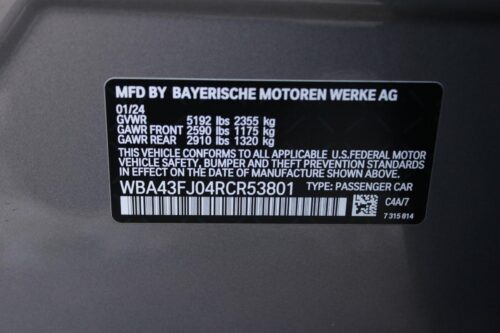 MFD BY BAYERISCHE MOTOREN WERKE AG
01/24
GVWR 5192 lbs 2355 kg
GAWR FRONT 2590 lbs 1175 kg
GAWR REAR 2910 lbs 1320 kg
THIS VEHICLE CONFORMS TO ALL APPLICABLE U.S.FEDERAL MOTOR
VEHICLE SAFETY, BUMPER AND THEFT PREVENTION STANDARDS
IN EFFECT ON THE DATE OF MANUFACTURE SHOWN ABOVE.
WBA43FJ04RCR53801 TYPE: PASSENGER CAR
C4A/7
7 315 814